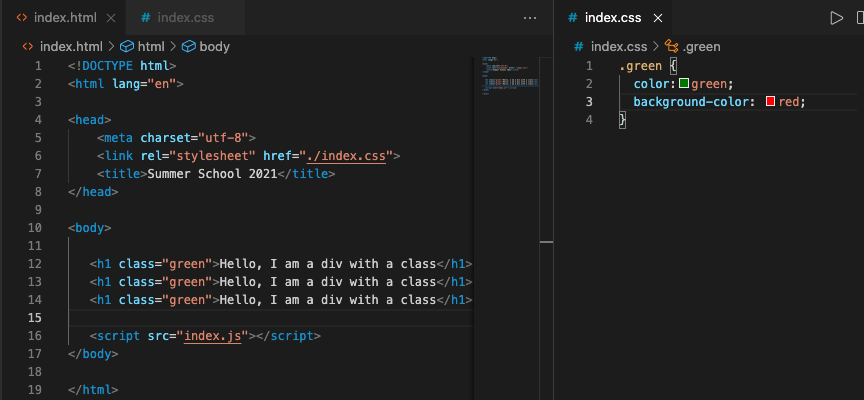 index.html
index.css
...
index.html > html > body
1 <!DOCTYPE html>
2 <html lang="en">
3
4 <head>
5 <meta charset="utf-8">
6 <link rel="stylesheet" href="./index.css">
7 <title>Summer School 2021</title>
8 </head>
9
10 <body>
11
12 <h1 class="green">Hello, I am a div with a class</h1>
13 <h1 class="green">Hello, I am a div with a class</h1>
14 <h1 class="green">Hello, I am a div with a class</h1>
15
16 <script src="index.js"></script>
17 </body>
18
19 </html>
index.css
index.css > .green
1 .green {
2 color: green;
3 background-color: red;
4 }